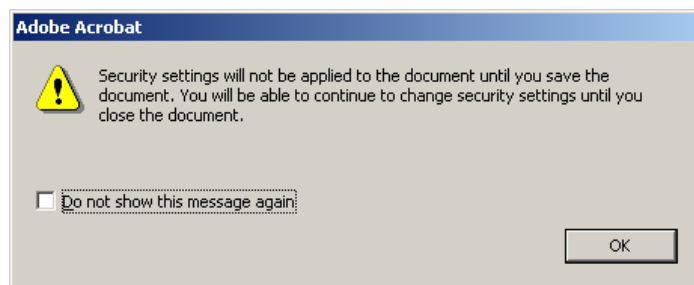 Adobe Acrobat
Security settings will not be applied to the document until you save the
document. You will be able to continue to change security settings until you
close the document.
Do not show this message again
OK